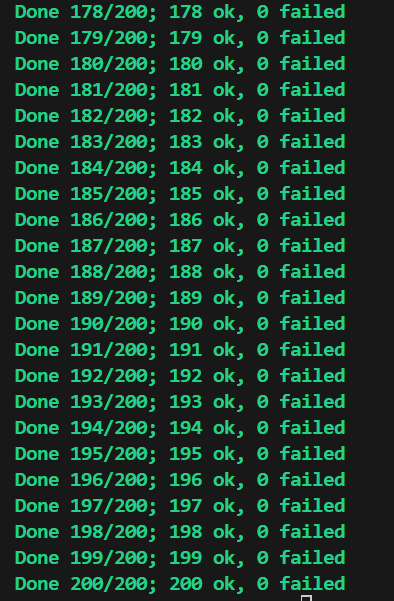 Done 178/200; 178 ok, 0 failed
Done 179/200; 179 ok, 0 failed
Done 180/200; 180 ok, 0 failed
Done 181/200; 181 ok, 0 failed
Done 182/200; 182 ok, 0 failed
Done 183/200; 183 ok, 0 failed
Done 184/200; 184 ok, 0 failed
Done 185/200; 185 ok, 0 failed
Done 186/200; 186 ok, 0 failed
Done 187/200; 187 ok, 0 failed
Done 188/200; 188 ok, 0 failed
Done 189/200; 189 ok, 0 failed
Done 190/200; 190 ok, 0 failed
Done 191/200; 191 ok, 0 failed
Done 192/200; 192 ok, 0 failed
Done 193/200; 193 ok, 0 failed
Done 194/200; 194 ok, 0 failed
Done 195/200; 195 ok, 0 failed
Done 196/200; 196 ok, 0 failed
Done 197/200; 197 ok, 0 failed
Done 198/200; 198 ok, 0 failed
Done 199/200; 199 ok, 0 failed
Done 200/200; 200 ok, 0 failed